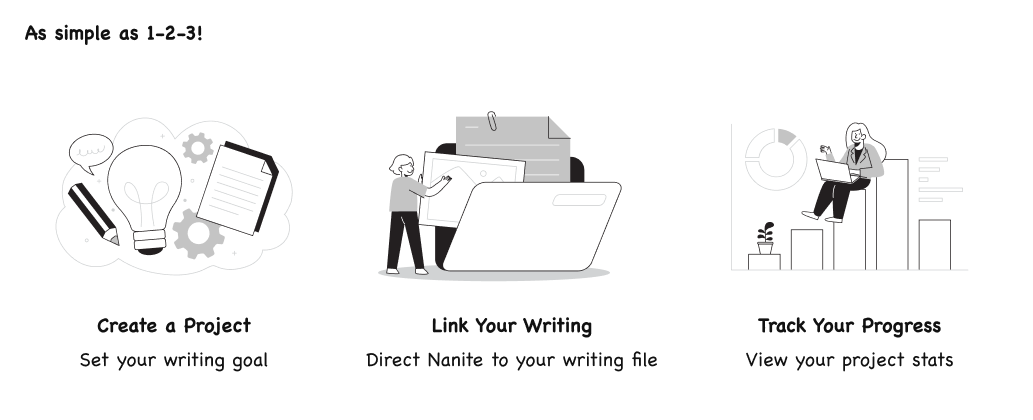 As simple as 1-2-3!
Create a Project
Set your writing goal
Link Your Writing
Direct Nanite to your writing file
Track Your Progress
View your project stats